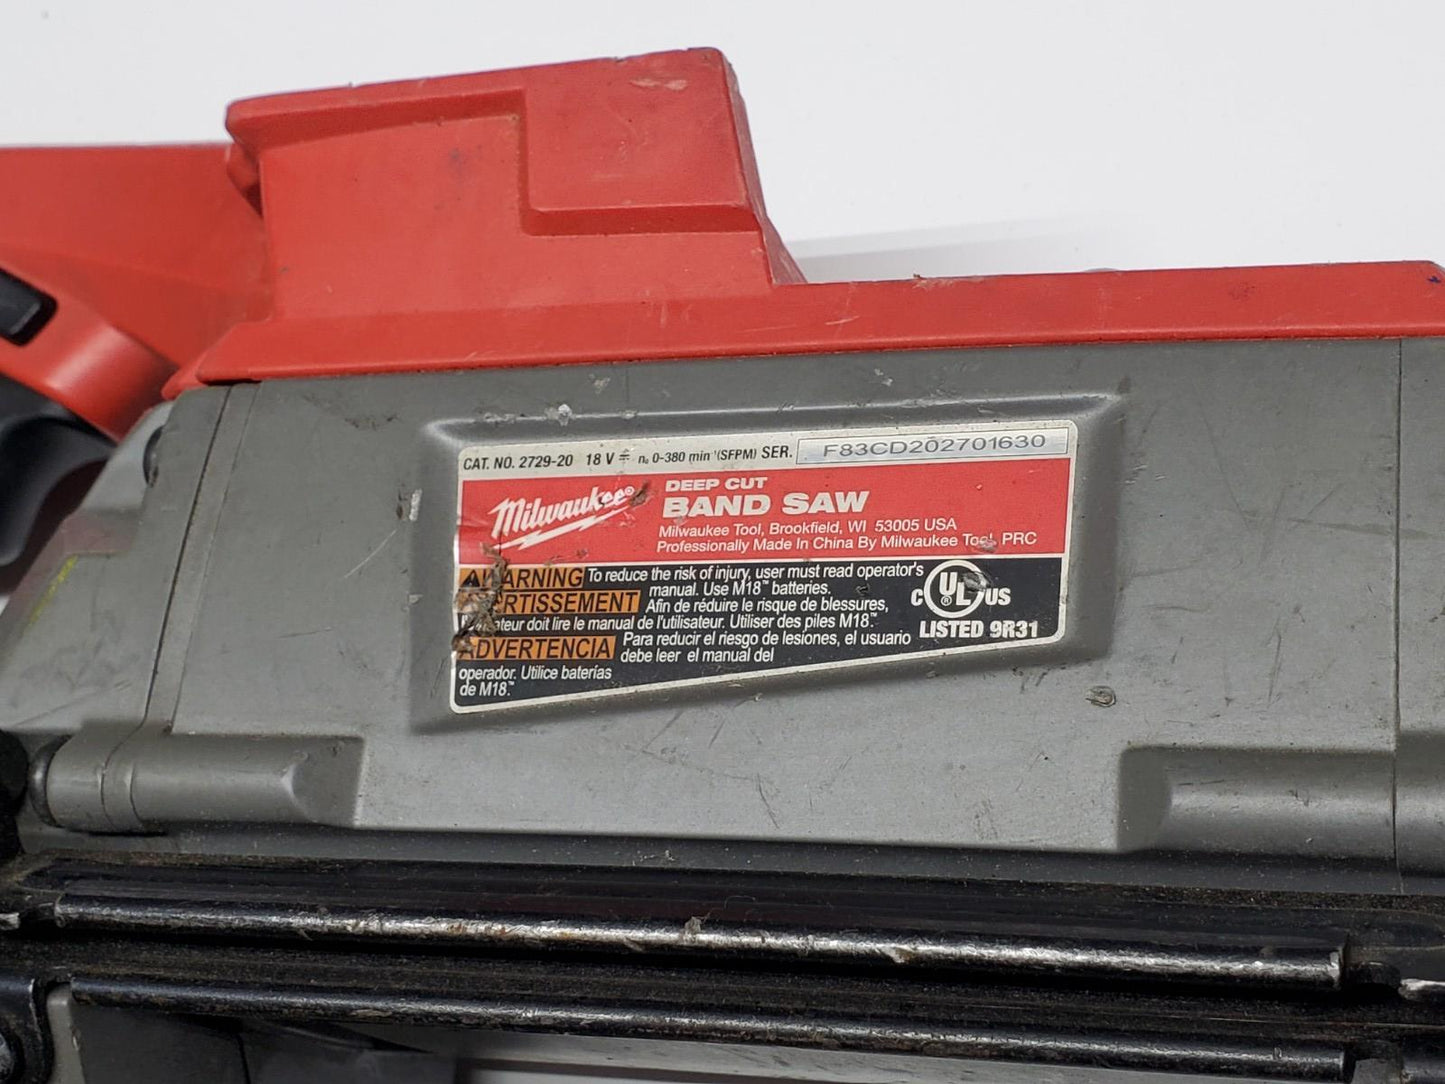 CAT. NO. 2729-20 18 V ⎓ n₀ 0-380 min⁻¹(SFPM) SER. F83CD202701630
Milwaukee®
DEEP CUT
BAND SAW
Milwaukee Tool, Brookfield, WI 53005 USA
Professionally Made In China By Milwaukee Tool, PRC
WARNING To reduce the risk of injury, user must read operator's
manual. Use M18™ batteries.
Afin de réduire le risque de blessures,
doit lire le manual de l'utilisateur. Utiliser des piles M18™.
ADVERTENCIA Para reducir el riesgo de lesiones, el usuario
debe leer el manual del
operador. Utilice baterías
de M18.™
C UL® US
LISTED 9R31